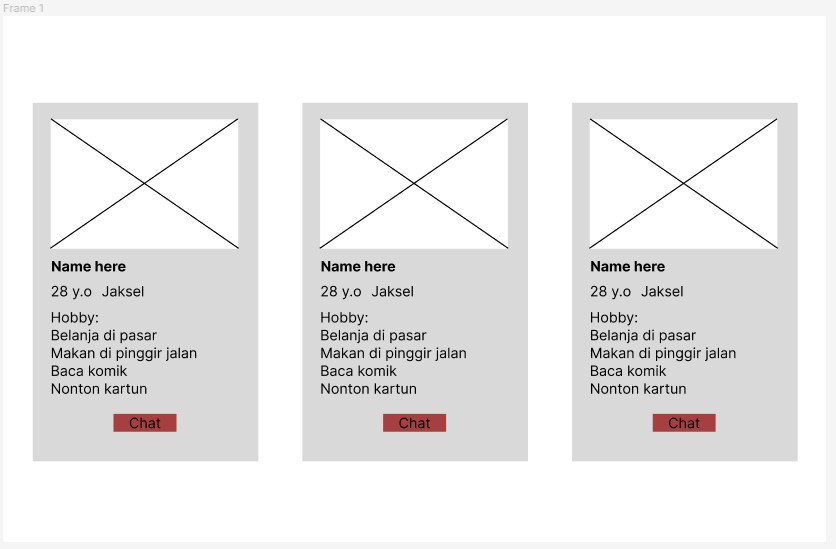 Frame 1
Name here
28 y.o Jaksel
Hobby:
Belanja di pasar
Makan di pinggir jalan
Baca komik
Nonton kartun
Chat
Name here
28 y.o Jaksel
Hobby:
Belanja di pasar
Makan di pinggir jalan
Baca komik
Nonton kartun
Chat
Name here
28 y.o Jaksel
Hobby:
Belanja di pasar
Makan di pinggir jalan
Baca komik
Nonton kartun
Chat